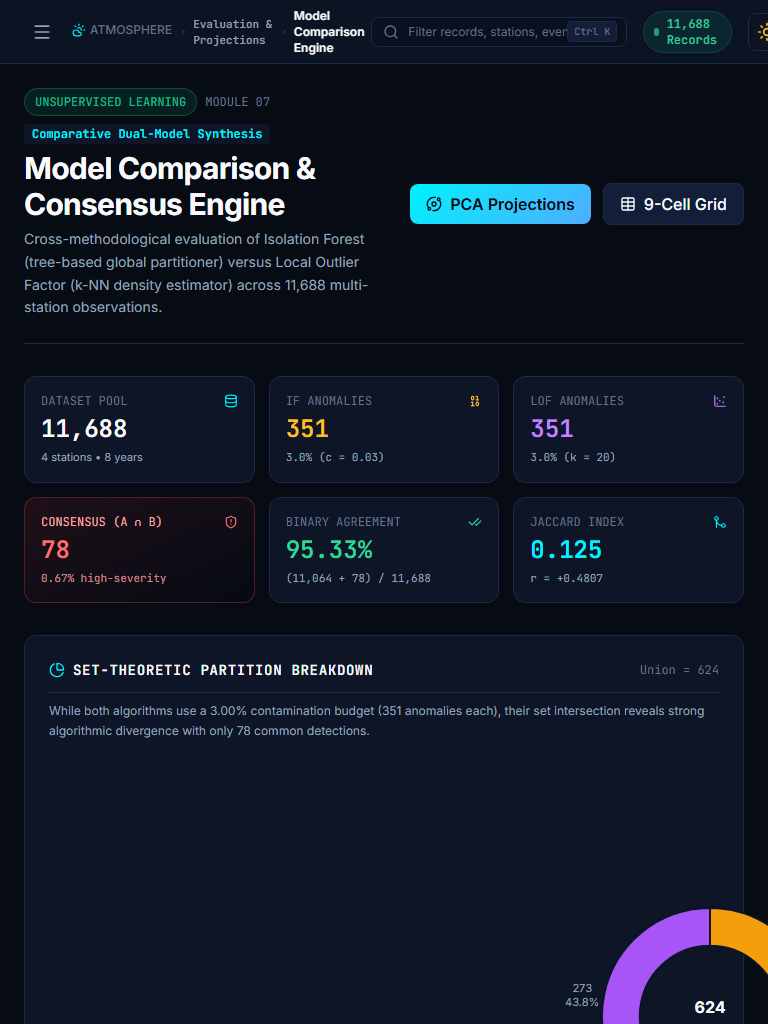 ATMOSPHERE
Evaluation &
Projections
Model
Comparison
Engine
Filter records, stations, ever
Ctrl K
11,688
Records
UNSUPERVISED LEARNING
MODULE 07
Comparative Dual-Model Synthesis
Model Comparison &
Consensus Engine
Cross-methodological evaluation of Isolation Forest
(tree-based global partitioner) versus Local Outlier
Factor (k-NN density estimator) across 11,688 multi-
station observations.
PCA Projections
9-Cell Grid
DATASET POOL
11,688
4 stations • 8 years
IF ANOMALIES
351
3.0% (c = 0.03)
LOF ANOMALIES
351
3.0% (k = 20)
CONSENSUS (A ∩ B)
78
0.67% high-severity
BINARY AGREEMENT
95.33%
(11,064 + 78) / 11,688
JACCARD INDEX
0.125
r = +0.4807
SET-THEORETIC PARTITION BREAKDOWN
Union = 624
While both algorithms use a 3.00% contamination budget (351 anomalies each), their set intersection reveals strong
algorithmic divergence with only 78 common detections.
273
43.8%
624